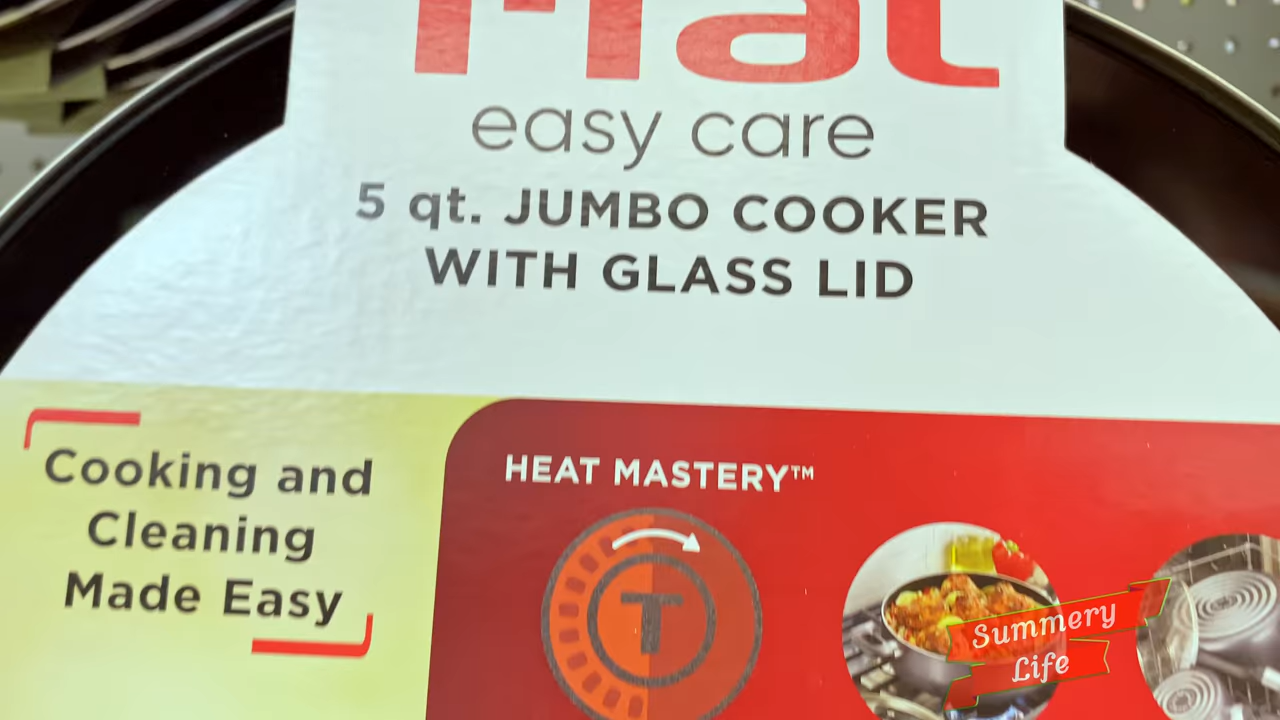 easy care
5 qt. JUMBO COOKER
WITH GLASS LID
Cooking and
Cleaning
Made Easy
HEAT MASTERY™
T
Summery
Life